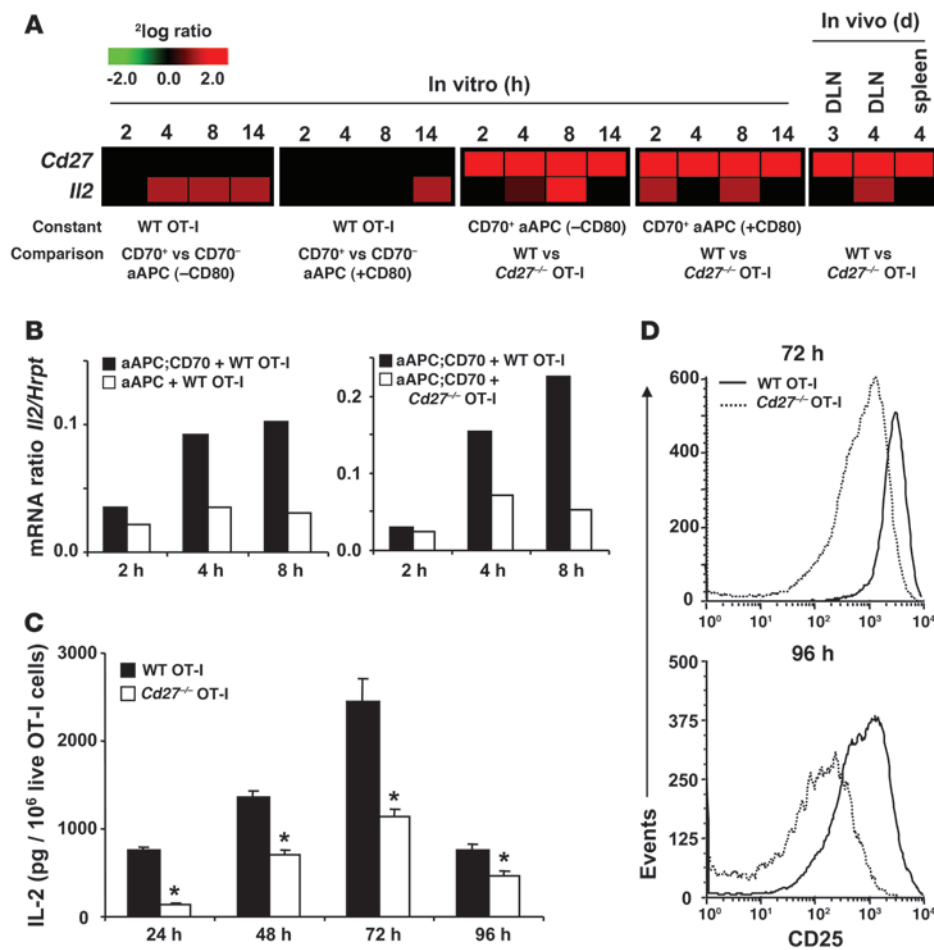 A
²log ratio
-2.0 0.0 2.0
In vitro (h)
In vivo (d)
DLN DLN spleen
2 4 8 14 2 4 8 14 2 4 8 14 2 4 8 14 3 4 4
Cd27
Il2
Constant WT OT-I WT OT-I CD70⁺ aAPC (–CD80) CD70⁺ aAPC (+CD80)
Comparison CD70⁺ vs CD70⁻ CD70⁺ vs CD70⁻ WT vs WT vs WT vs
aAPC (–CD80) aAPC (+CD80) Cd27⁻/⁻ OT-I Cd27⁻/⁻ OT-I Cd27⁻/⁻ OT-I
B
mRNA ratio Il2/Hrpt
aAPC;CD70 + WT OT-I
aAPC + WT OT-I
0.1
0.0
2 h 4 h 8 h
aAPC;CD70 + WT OT-I
aAPC;CD70 +
Cd27⁻/⁻ OT-I
0.2
0.1
0.0
2 h 4 h 8 h
C
IL-2 (pg / 10⁶ live OT-I cells)
WT OT-I
Cd27⁻/⁻ OT-I
3000
2000
1000
0
* * * *
24 h 48 h 72 h 96 h
D
72 h
WT OT-I
Cd27⁻/⁻ OT-I
600
400
200
0
10⁰ 10¹ 10² 10³ 10⁴
96 h
500
375
250
125
0
10⁰ 10¹ 10² 10³ 10⁴
Events
CD25